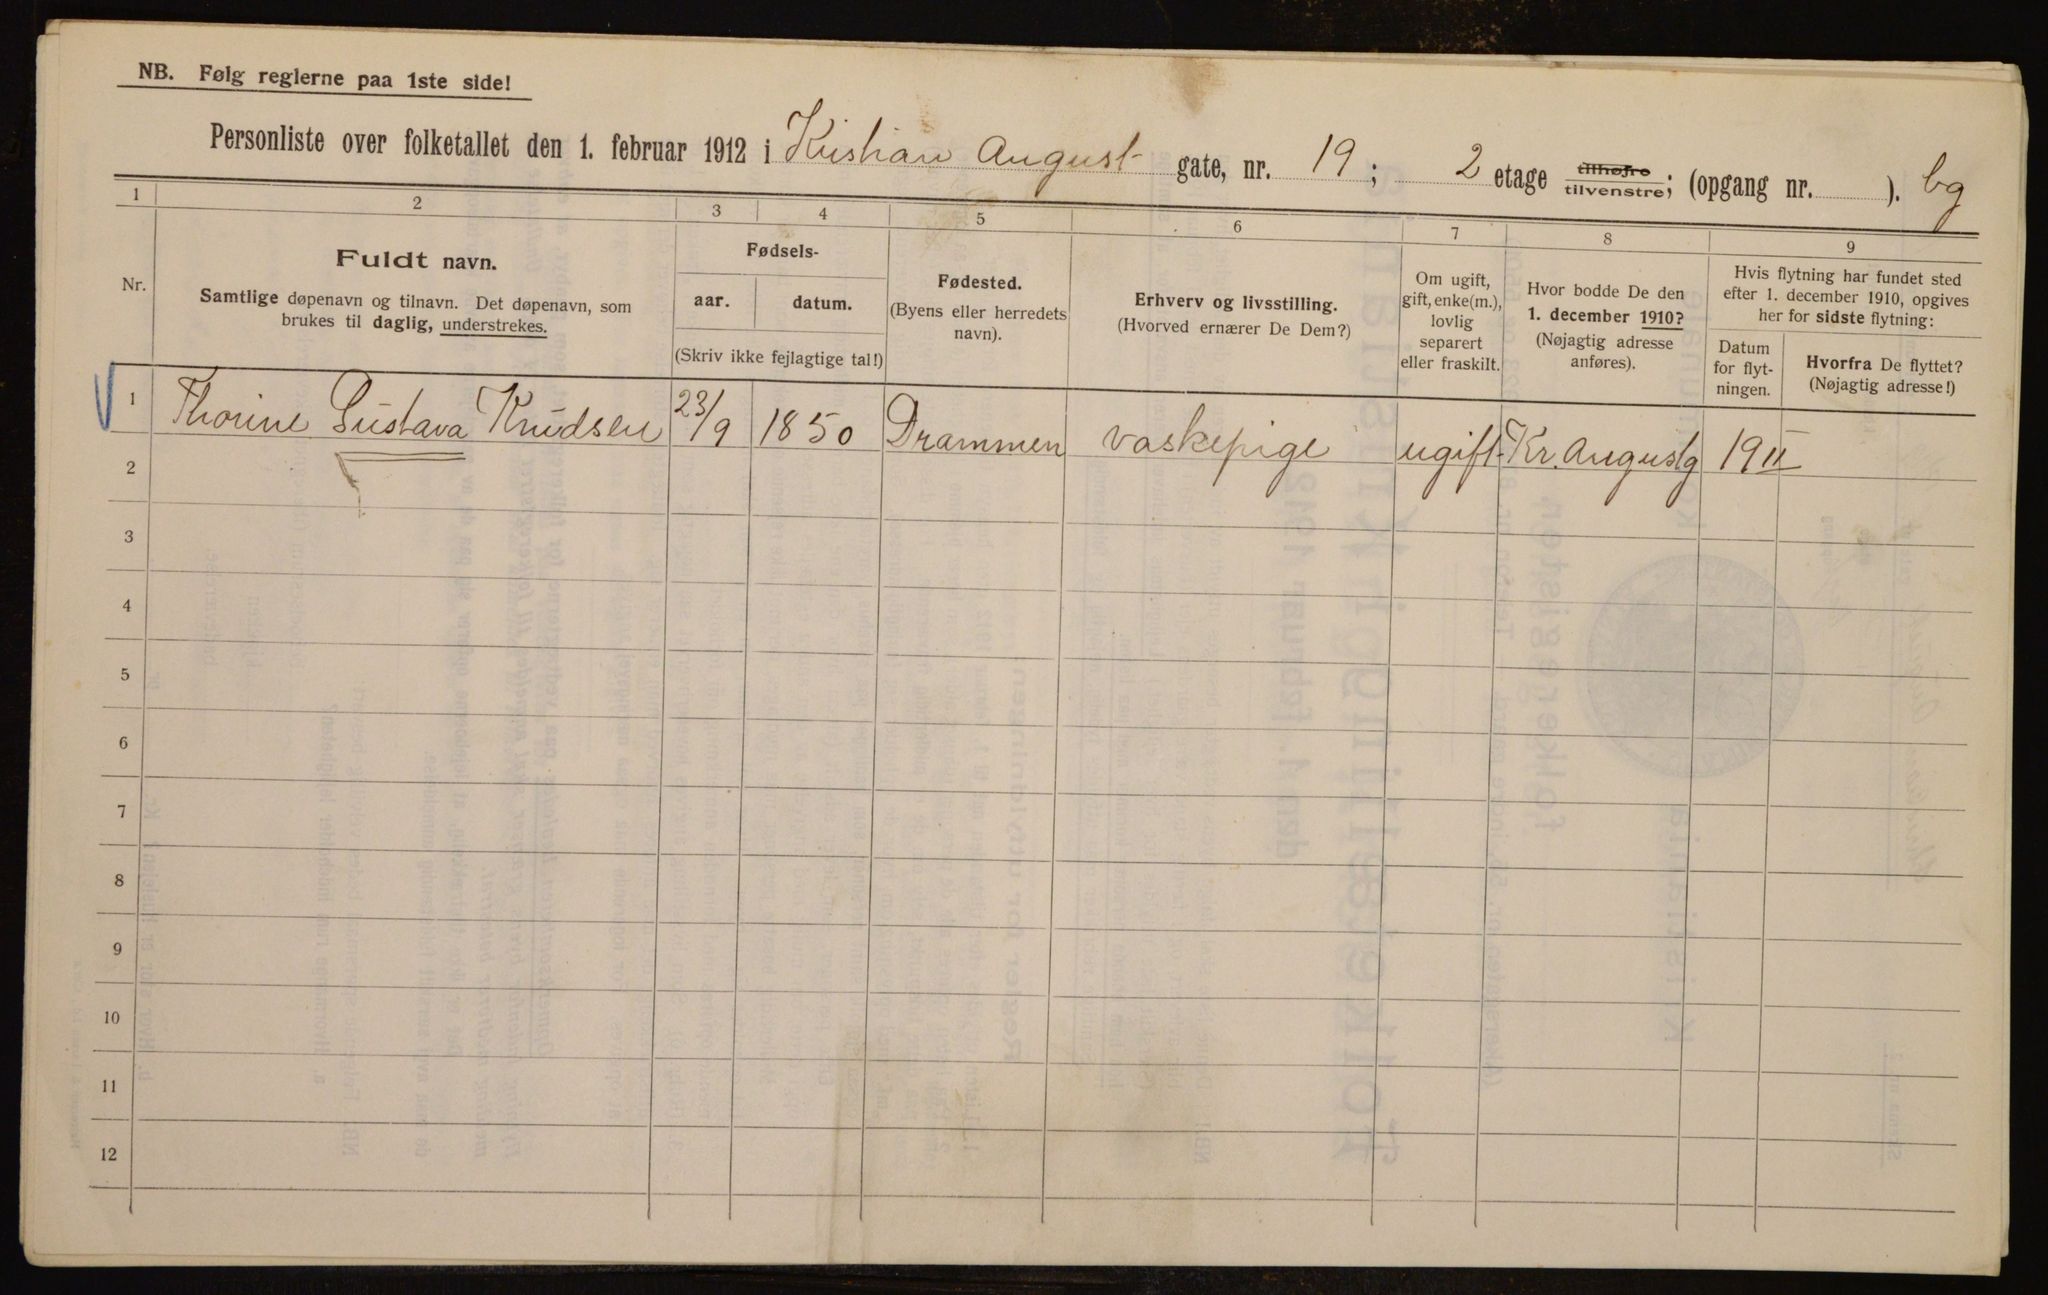 NB. Følg reglerne paa 1ste side!
Personliste over folketallet den 1. februar 1912 i Kristian August gate, nr. 19; 2 etage tilhøire tilvenstre; (opgang nr. ). bg
1 2 3 4 5 6 7 8 9
Nr.
Fuldt navn.
Samtlige døpenavn og tilnavn. Det døpenavn, som
brukes til daglig, understrekes.
Fødsels-
aar. datum.
(Skriv ikke fejlagtige tal!)
Fødested.
(Byens eller herredets
navn).
Erhverv og livsstilling.
(Hvorved ernærer De Dem?)
Om ugift,
gift, enke(m.),
lovlig
separert
eller fraskilt.
Hvor bodde De den
1. december 1910?
(Nøjagtig adresse
anføres).
Hvis flytning har fundet sted
efter 1. december 1910, opgives
her for sidste flytning:
Datum
for flyt-
ningen.
Hvorfra De flyttet?
(Nøjagtig adresse!)
1 Thorine Gustava Knudsen 23/9 1850 Drammen vaskepige ugift Kr. Augustg 1911
2
3
4
5
6
7
8
9
10
11
12